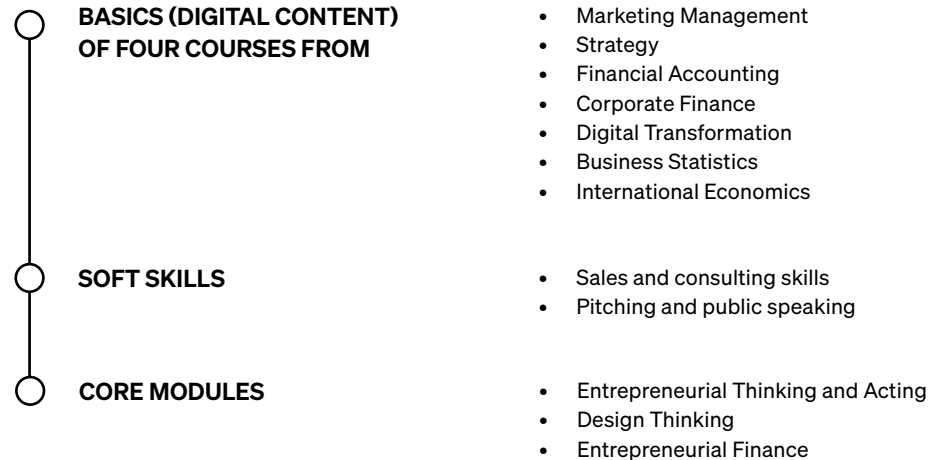 BASICS (DIGITAL CONTENT)
OF FOUR COURSES FROM
• Marketing Management
• Strategy
• Financial Accounting
• Corporate Finance
• Digital Transformation
• Business Statistics
• International Economics
SOFT SKILLS
• Sales and consulting skills
• Pitching and public speaking
CORE MODULES
• Entrepreneurial Thinking and Acting
• Design Thinking
• Entrepreneurial Finance